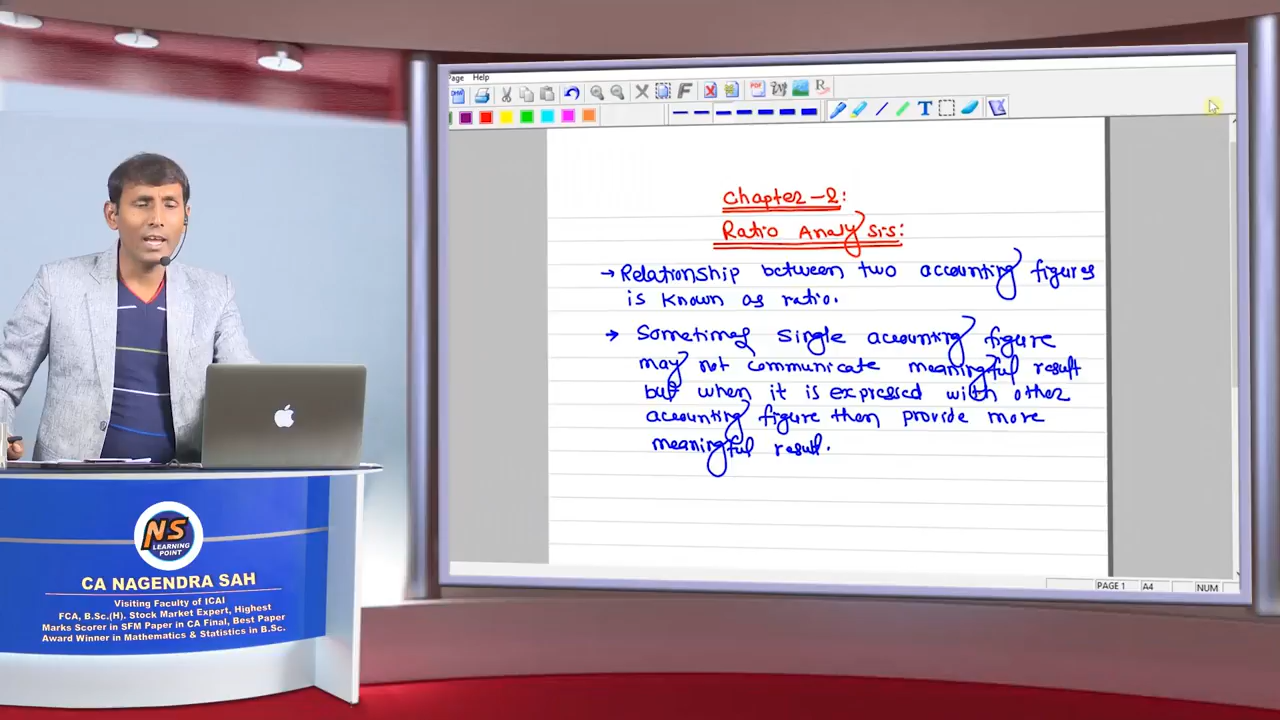 Page Help
PDF
T
Chapter-2:
Ratio Analysis:
→ Relationship between two accounting figures
is known as ratio.
→ Sometimes single accounting figure
may not communicate meaningful result
but when it is expressed with other
accounting figure then provide more
meaningful result.
PAGE 1 A4 NUM
NS
LEARNING
POINT
CA NAGENDRA SAH
Visiting Faculty of ICAI
FCA, B.Sc.(H). Stock Market Expert, Highest
Marks Scorer in SFM Paper in CA Final, Best Paper
Award Winner in Mathematics & Statistics in B.Sc.